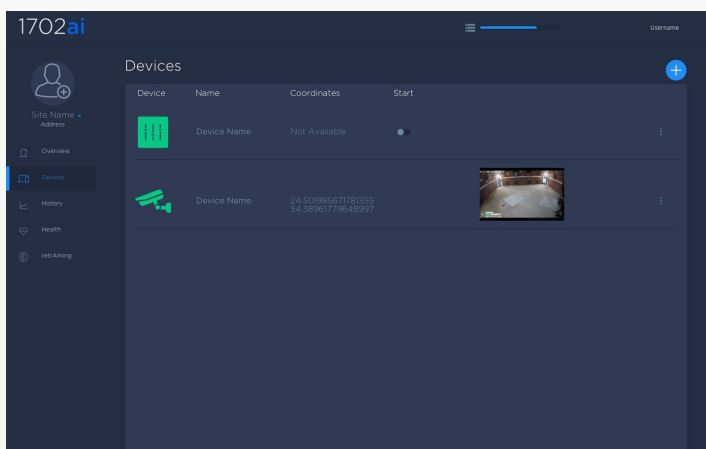 1702ai
Username
Site Name
Address
Overview
Devices
History
Health
retrAIning
Devices
Device Name Coordinates Start
Device Name Not Available
Device Name 24.501985671781355
54.38961779648997